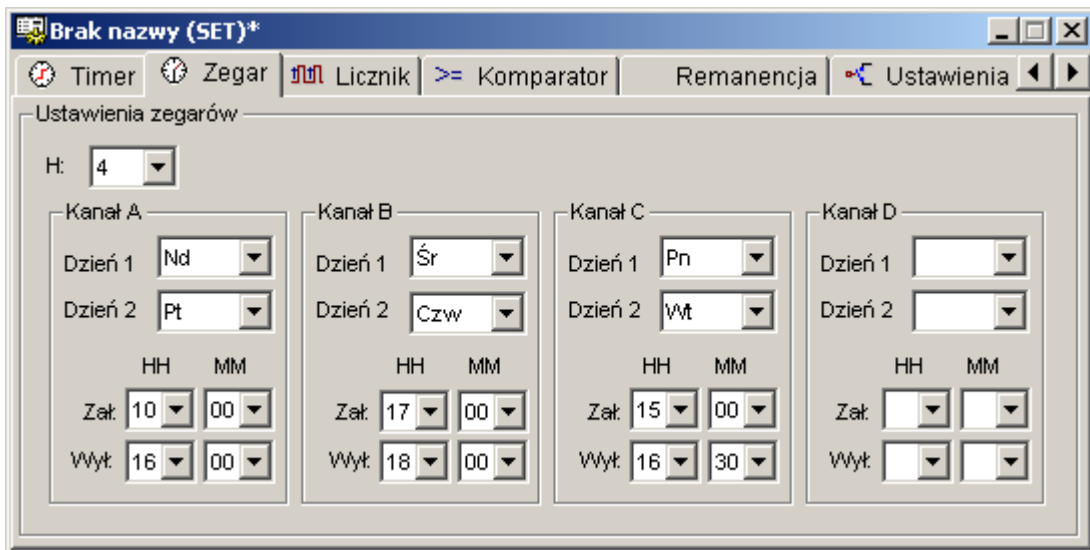 Brak nazwy (SET)*
Timer Zegar Licznik >= Komparator Remanencja Ustawienia
Ustawienia zegarów
H: 4
Kanał A Kanał B Kanał C Kanał D
Dzień 1 Nd Dzień 1 Śr Dzień 1 Pn Dzień 1
Dzień 2 Pt Dzień 2 Czw Dzień 2 Wt Dzień 2
HH MM HH MM HH MM HH MM
Zał: 10 00 Zał: 17 00 Zał: 15 00 Zał:
Wył: 16 00 Wył: 18 00 Wył: 16 30 Wył: